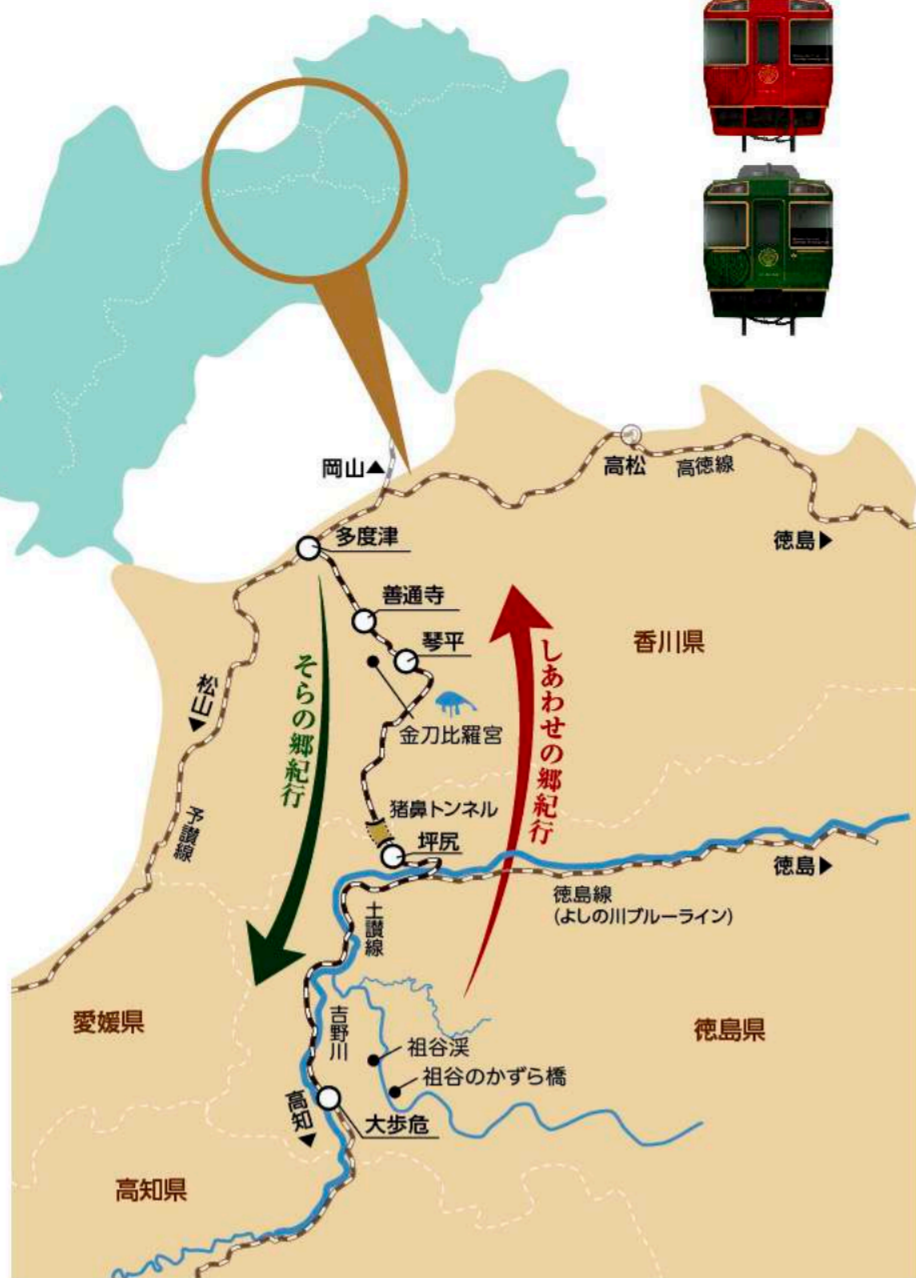 岡山▲
高松
高徳線
多度津
徳島▶
善通寺
琴平
香川県
そらの郷紀行
しあわせの郷紀行
松山▼
金刀比羅宮
猪鼻トンネル
予讃線
坪尻
徳島▶
徳島線
(よしの川ブルーライン)
土讃線
愛媛県
吉野川
徳島県
祖谷渓
祖谷のかずら橋
高知▼
大歩危
高知県